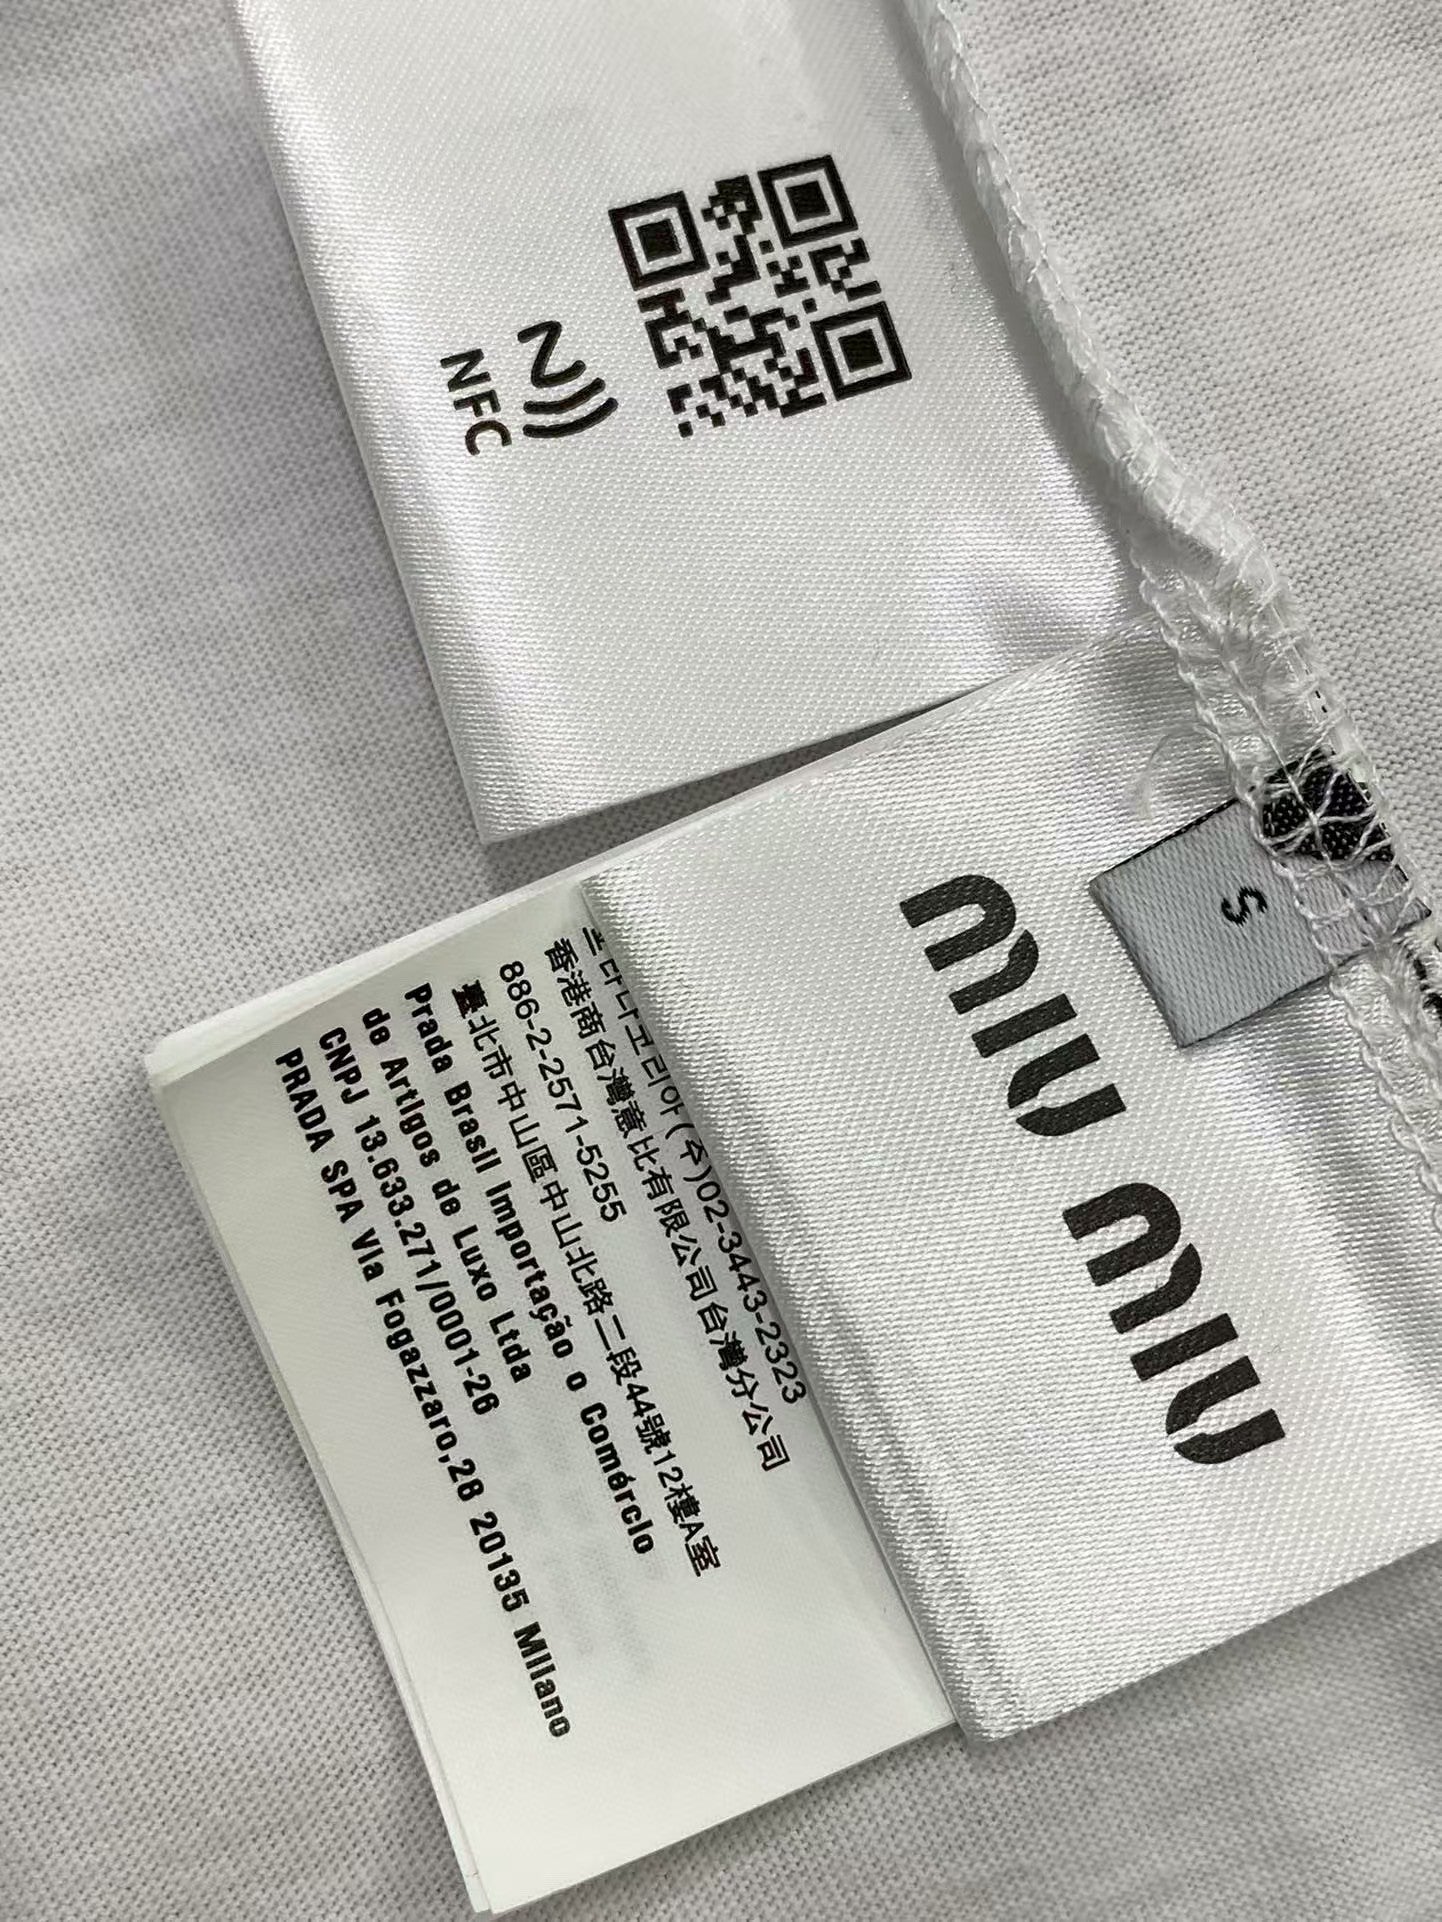 NFC
miu miu
S
프라다코리아(주)02-3443-2323
香港商台灣薏比有限公司台灣分公司
886-2-2571-5255
臺北市中山區中山北路二段44號12樓A室
Prada Brasil Importação o Comércio
de Artigos de Luxo Ltda
CNPJ 13.633.271/0001-26
PRADA SPA Via Fogazzaro,28 20135 Milano